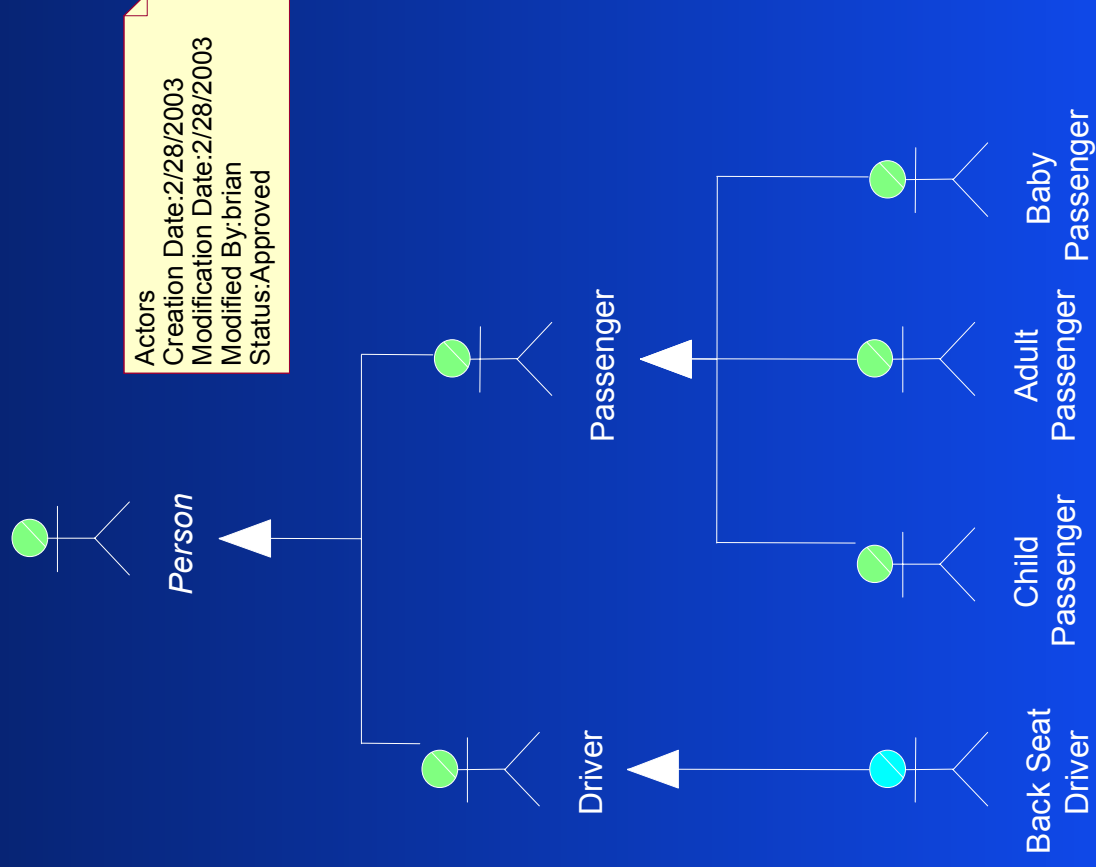 Actors
Creation Date:2/28/2003
Modification Date:2/28/2003
Modified By:brian
Status:Approved
Person
Driver
Passenger
Back Seat
Driver
Child
Passenger
Adult
Passenger
Baby
Passenger